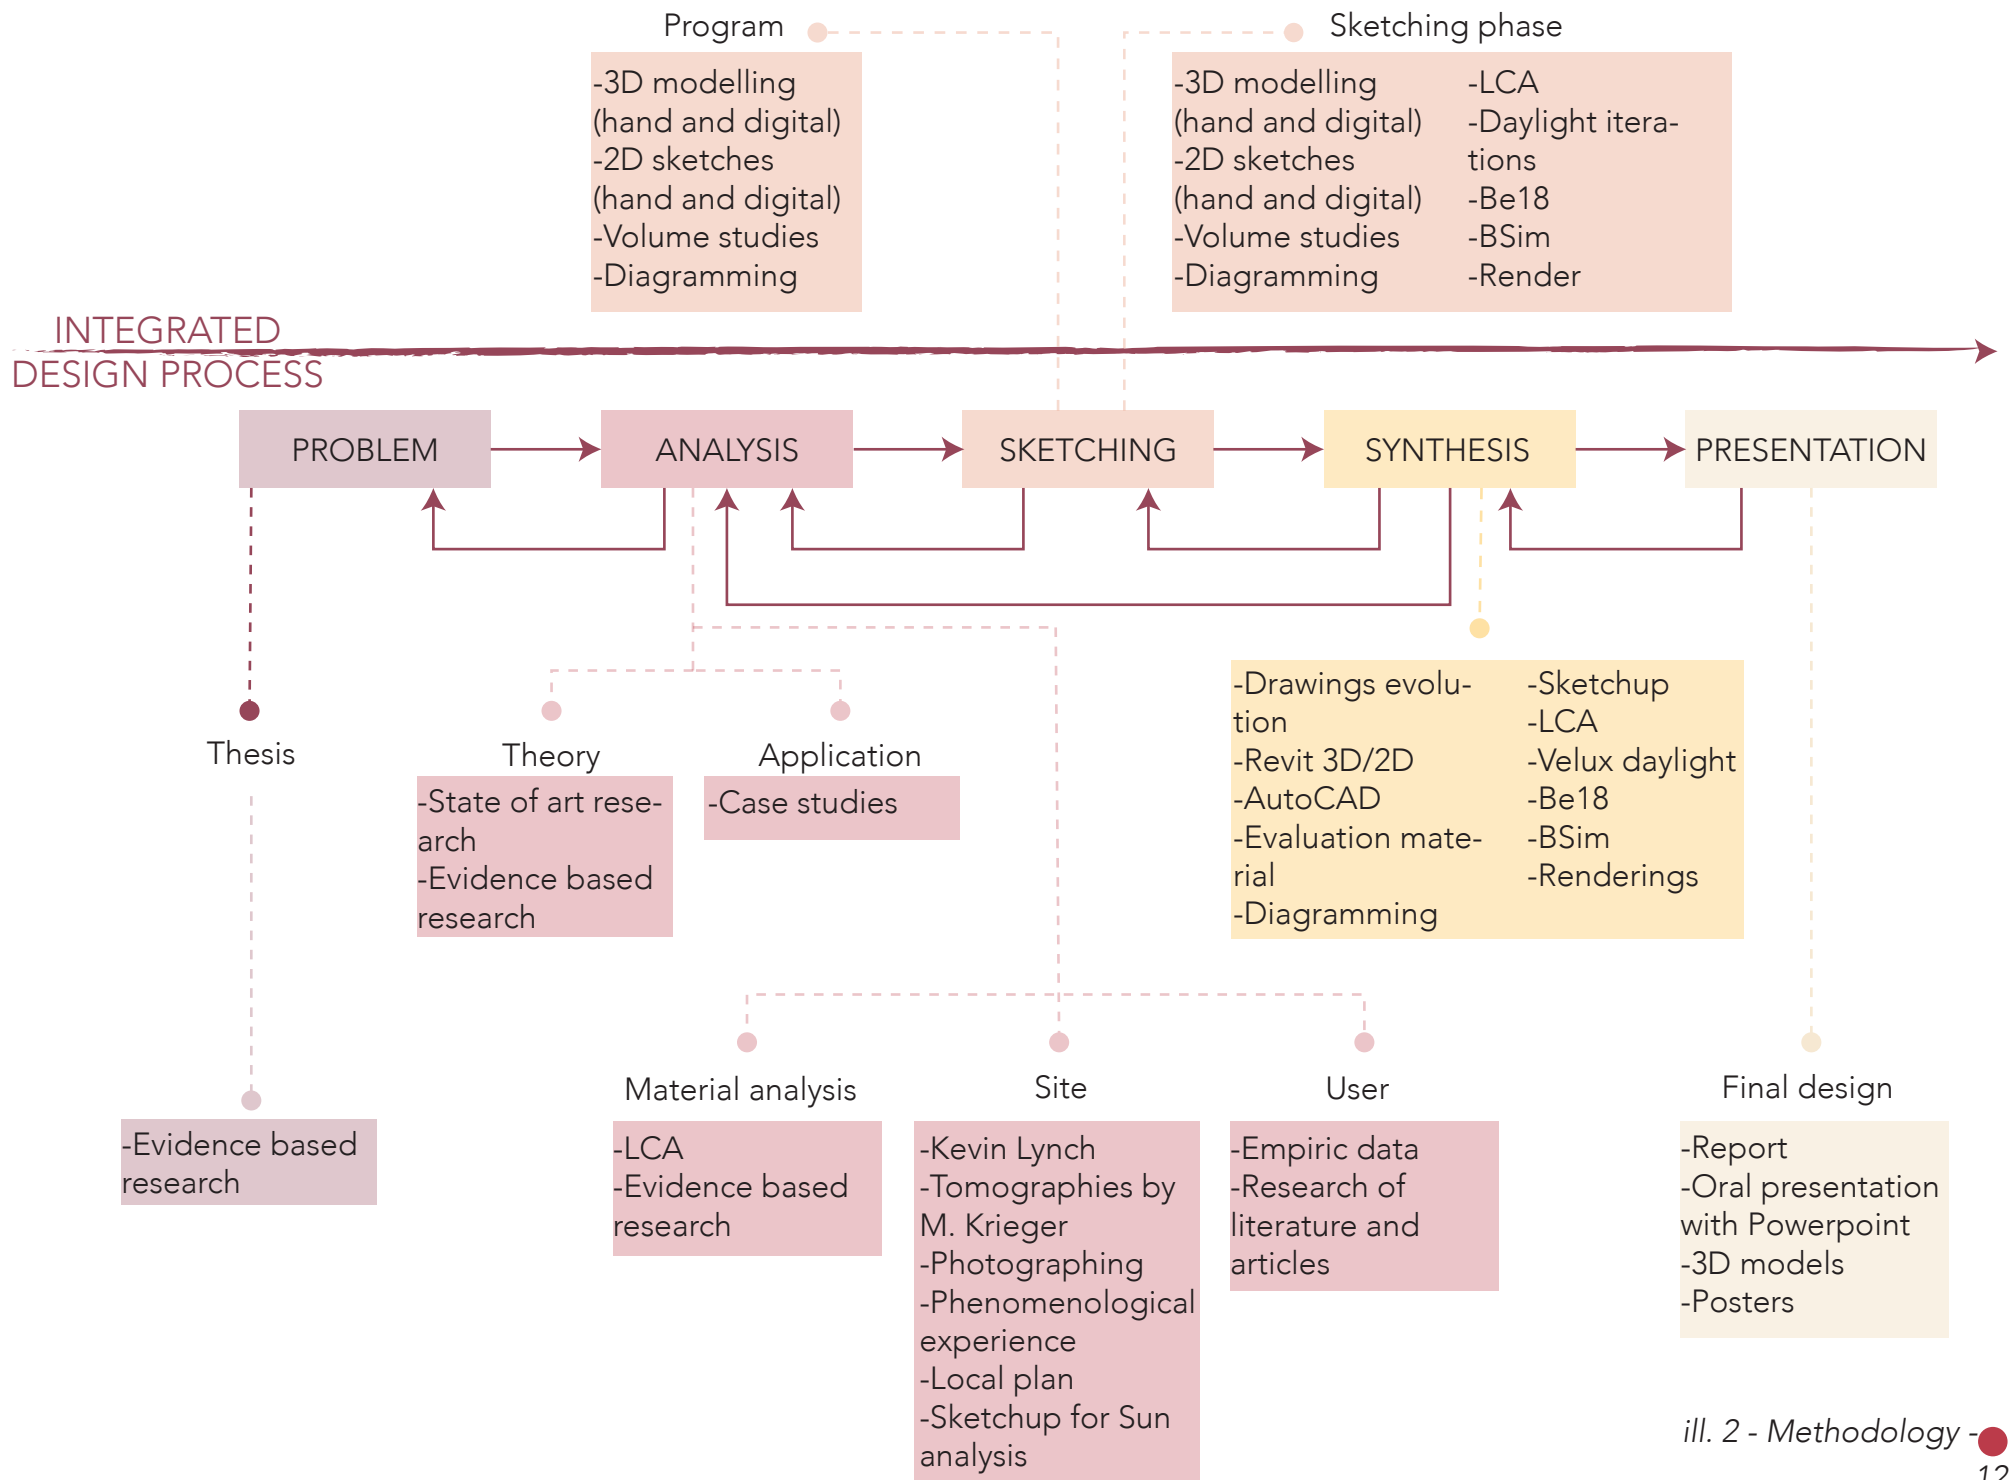 Program
-3D modelling
(hand and digital)
-2D sketches
(hand and digital)
-Volume studies
-Diagramming
Sketching phase
-3D modelling
(hand and digital)
-2D sketches
(hand and digital)
-Volume studies
-Diagramming
-LCA
-Daylight itera-
tions
-Be18
-BSim
-Render
INTEGRATED
DESIGN PROCESS
PROBLEM
ANALYSIS
SKETCHING
SYNTHESIS
PRESENTATION
Thesis
Theory
-State of art rese-
arch
-Evidence based
research
Application
-Case studies
-Drawings evolu-
tion
-Revit 3D/2D
-AutoCAD
-Evaluation mate-
rial
-Diagramming
-Sketchup
-LCA
-Velux daylight
-Be18
-BSim
-Renderings
-Evidence based
research
Material analysis
-LCA
-Evidence based
research
Site
-Kevin Lynch
-Tomographies by
M. Krieger
-Photographing
-Phenomenological
experience
-Local plan
-Sketchup for Sun
analysis
User
-Empiric data
-Research of
literature and
articles
Final design
-Report
-Oral presentation
with Powerpoint
-3D models
-Posters
ill. 2 - Methodology -
12